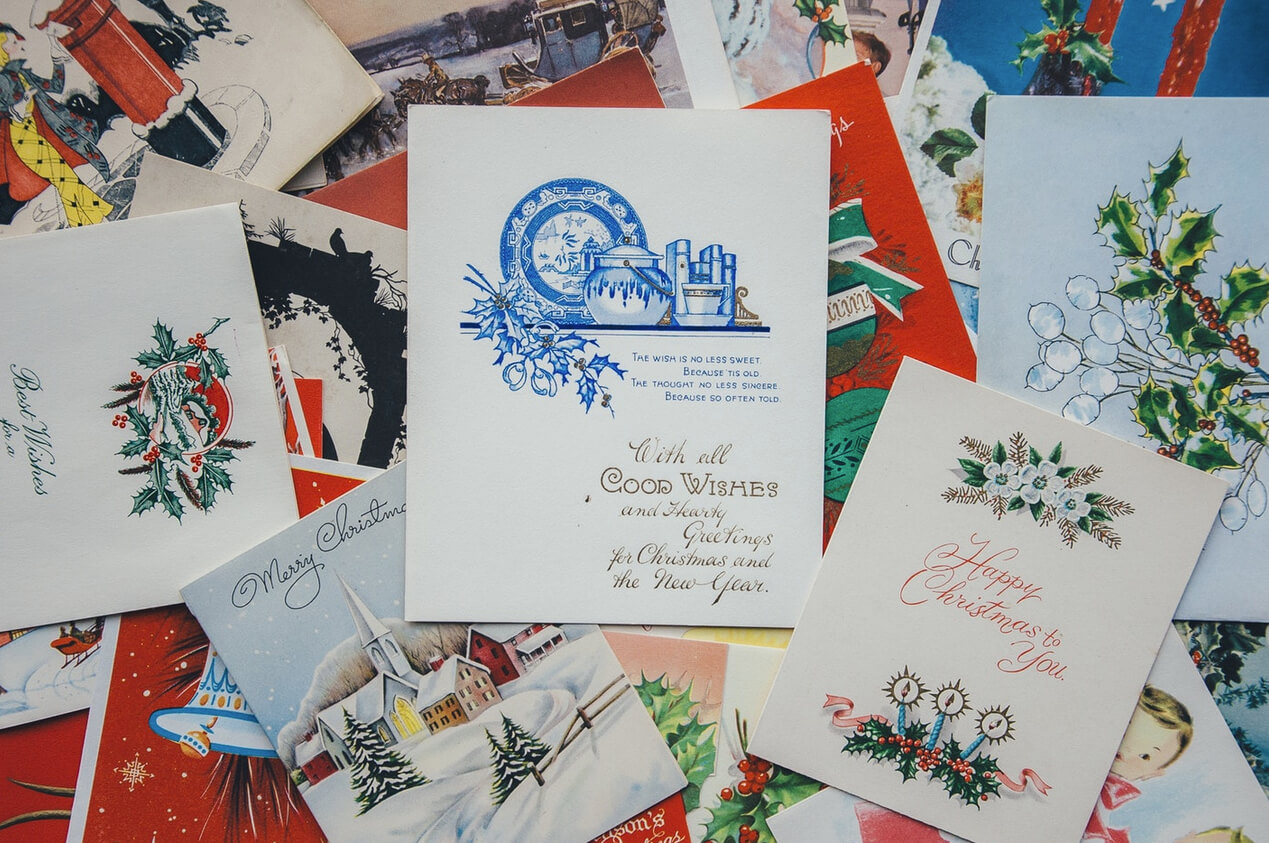 THE WISH IS NO LESS SWEET.
BECAUSE 'TIS OLD.
THE THOUGHT NO LESS SINCERE.
BECAUSE SO OFTEN TOLD.
With all
GOOD WISHES
and Hearty
Greetings
for Christmas and
the New Year.
Best Wishes
for a
Merry Christma
Happy
Christmas to
You.
gs
Ch
son's